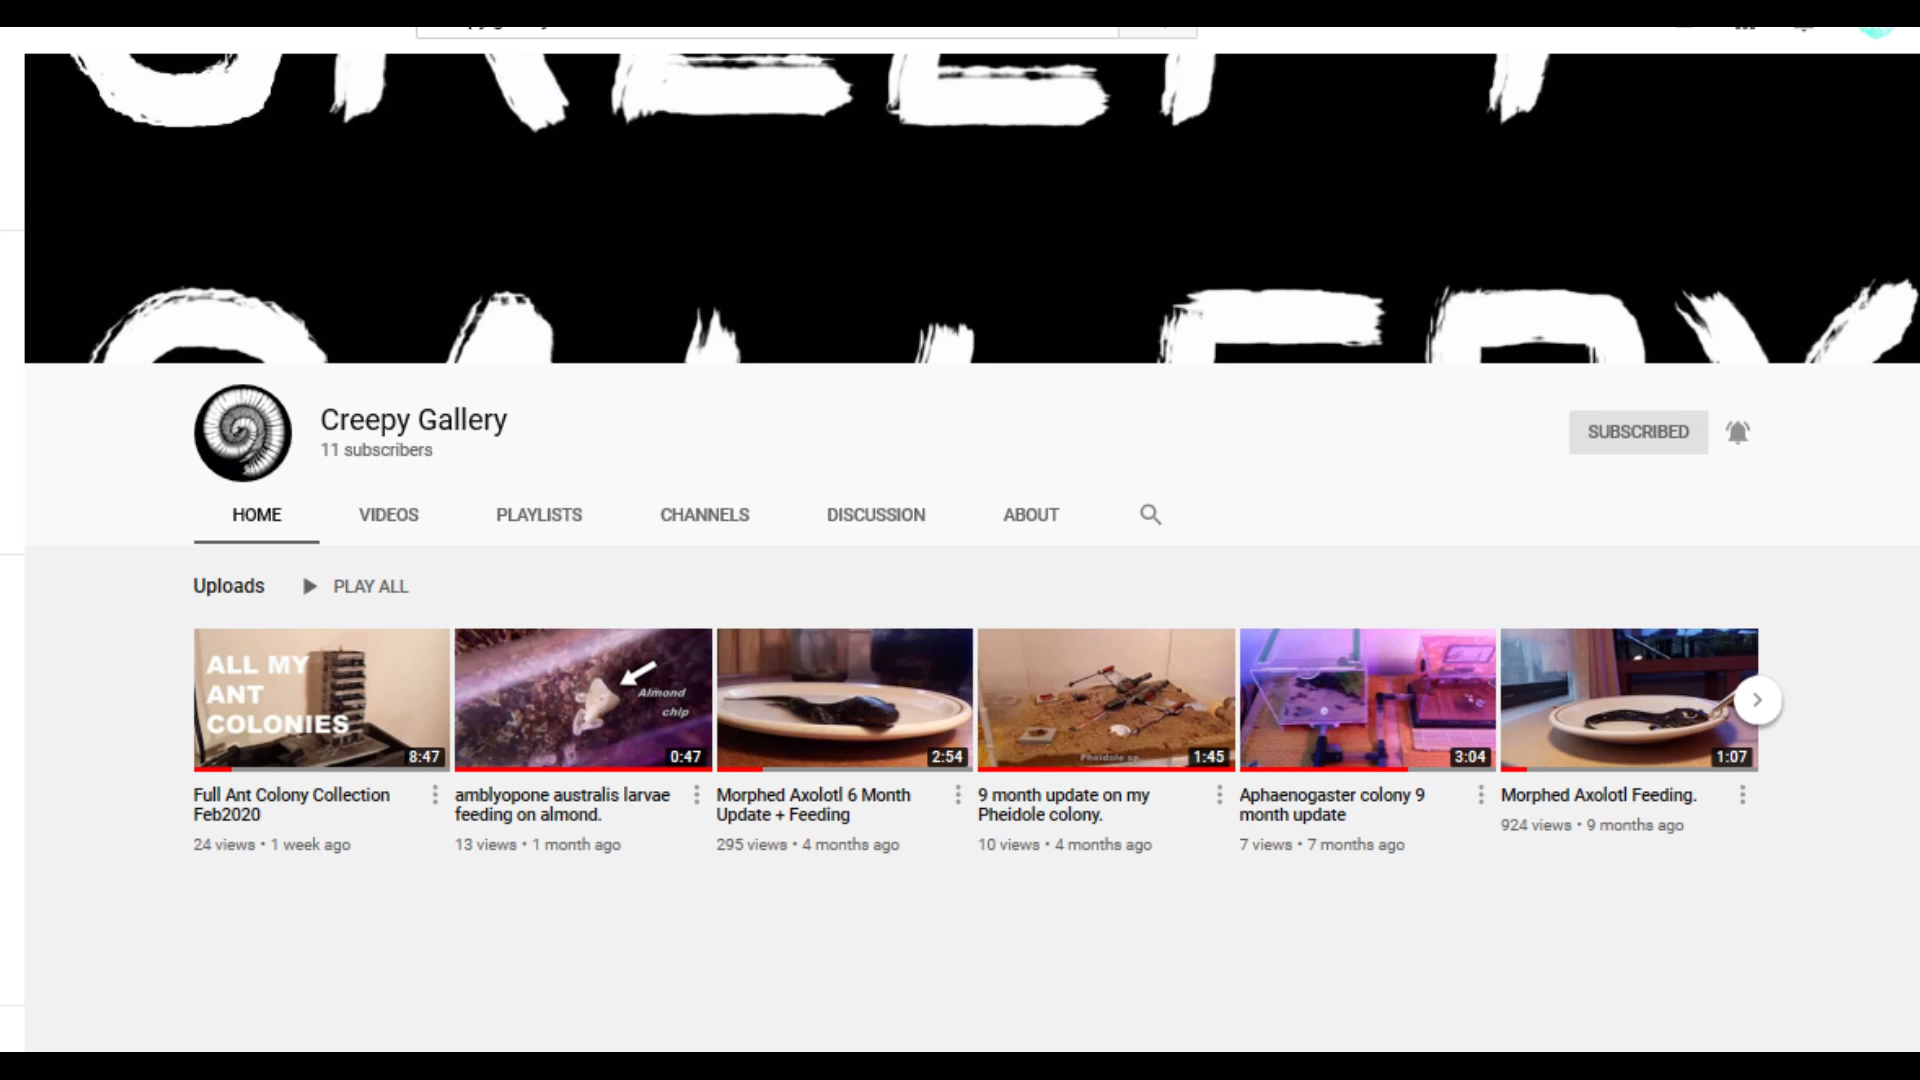 CREEPY
GALLERY
Creepy Gallery
11 subscribers
SUBSCRIBED
HOME VIDEOS PLAYLISTS CHANNELS DISCUSSION ABOUT
Uploads PLAY ALL
ALL MY
ANT
COLONIES
8:47
Almond
chip
0:47
2:54
Pheidole sp.
1:45
3:04
1:07
Full Ant Colony Collection
Feb2020
24 views • 1 week ago
amblyopone australis larvae
feeding on almond.
13 views • 1 month ago
Morphed Axolotl 6 Month
Update + Feeding
295 views • 4 months ago
9 month update on my
Pheidole colony.
10 views • 4 months ago
Aphaenogaster colony 9
month update
7 views • 7 months ago
Morphed Axolotl Feeding.
924 views • 9 months ago